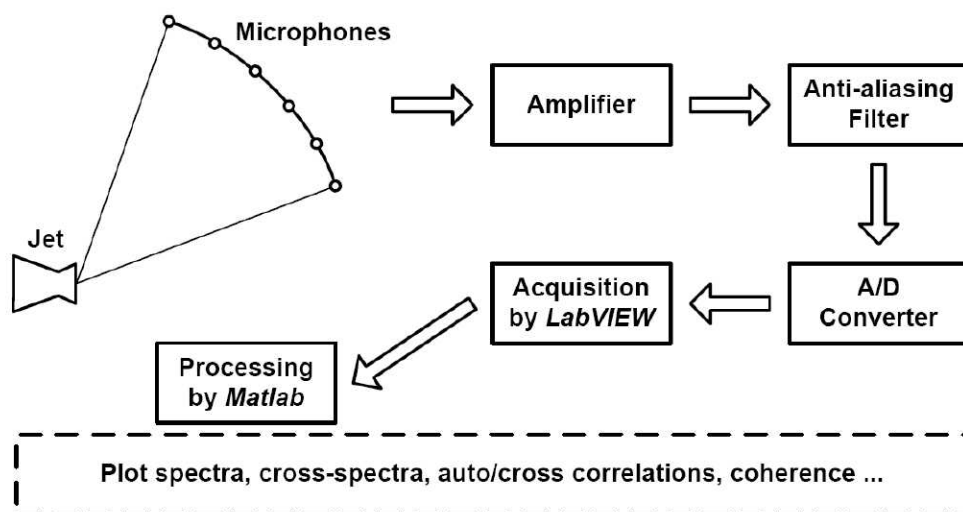 Microphones
Amplifier
Anti-aliasing
Filter
Jet
Acquisition
by LabVIEW
A/D
Converter
Processing
by Matlab
Plot spectra, cross-spectra, auto/cross correlations, coherence ...